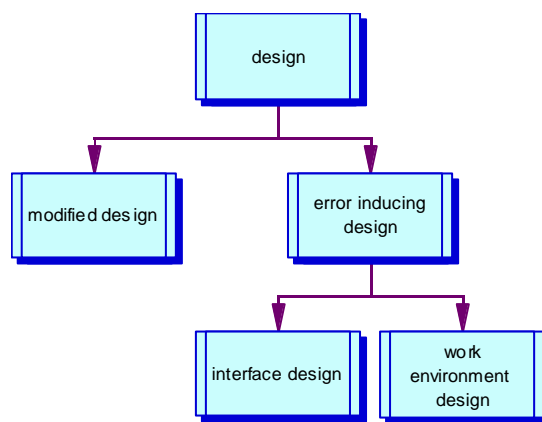 design
modified design
error inducing
design
interface design
work
environment
design